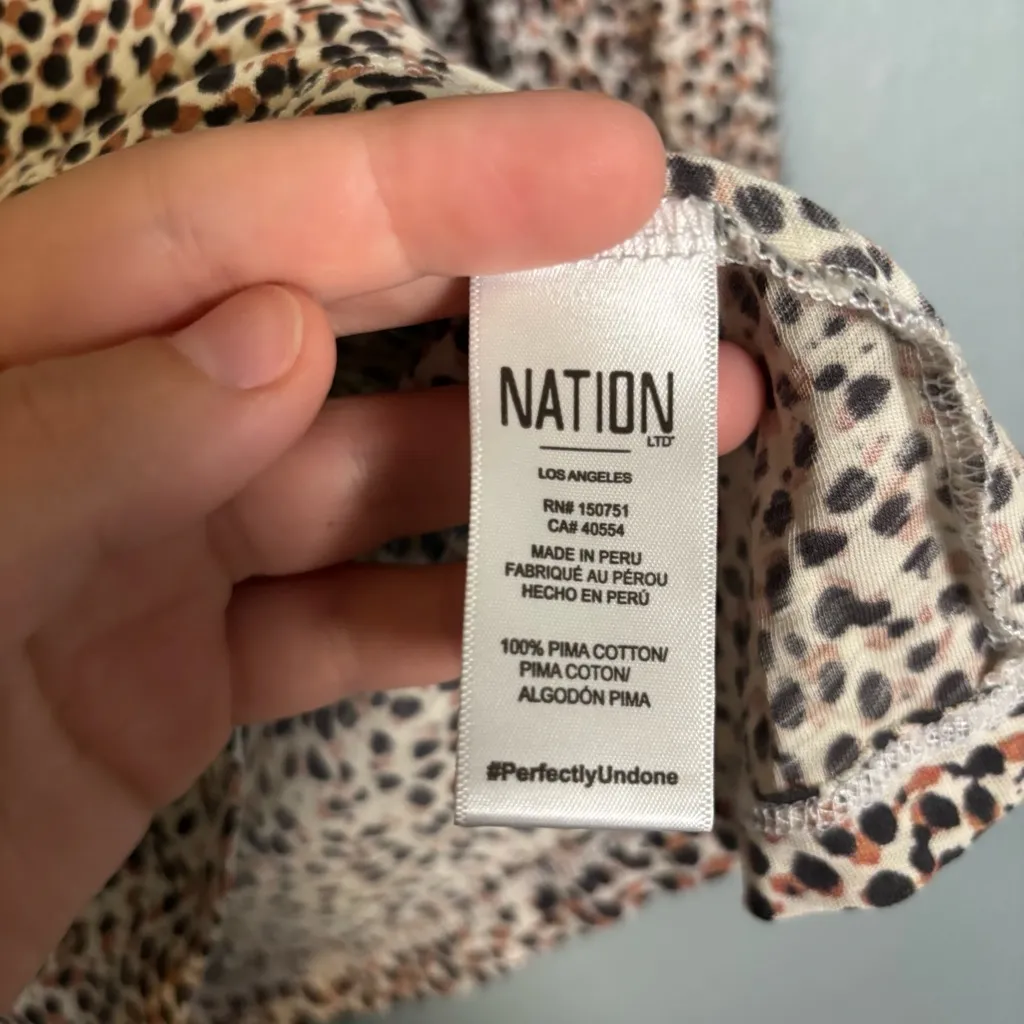 NATION
LTD
LOS ANGELES
RN# 150751
CA# 40554
MADE IN PERU
FABRIQUÉ AU PÉROU
HECHO EN PERÚ
100% PIMA COTTON/
PIMA COTON/
ALGODÓN PIMA
#PerfectlyUndone